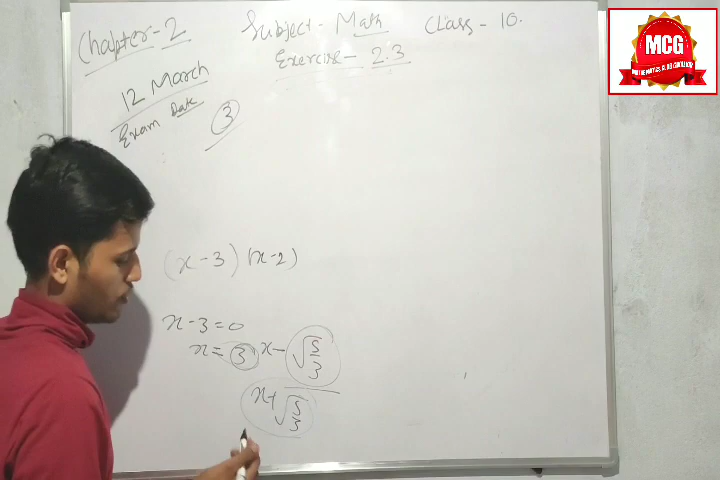 Chapter-2
Subject- Math
Class - 10.
Exercise- 2.3
12 March
Exam Date
3
(x-3) (x-2)
x-3=0
x= 3
x- √5/3
x+ √5/3
MCG